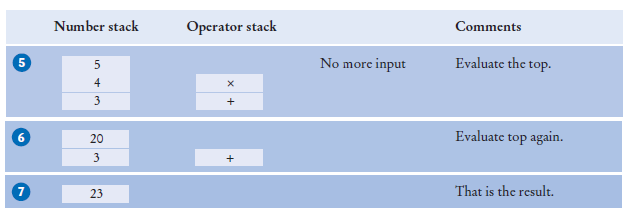 Number stack Operator stack Comments
5 5 No more input Evaluate the top.
4 ×
3 +
6 20 Evaluate top again.
3 +
7 23 That is the result.